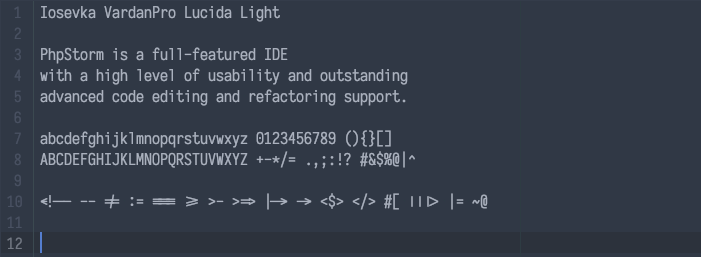 1 Iosevka VardanPro Lucida Light
2
3 PhpStorm is a full-featured IDE
4 with a high level of usability and outstanding
5 advanced code editing and refactoring support.
6
7 abcdefghijklmnopqrstuvwxyz 0123456789 (){}[]
8 ABCDEFGHIJKLMNOPQRSTUVWXYZ +-*/= .,;:!? #&$%@|^
9
10 <!-- -- != := === >= >- >=> |-> -> <$> </> #[ ||> |= ~@
11
12